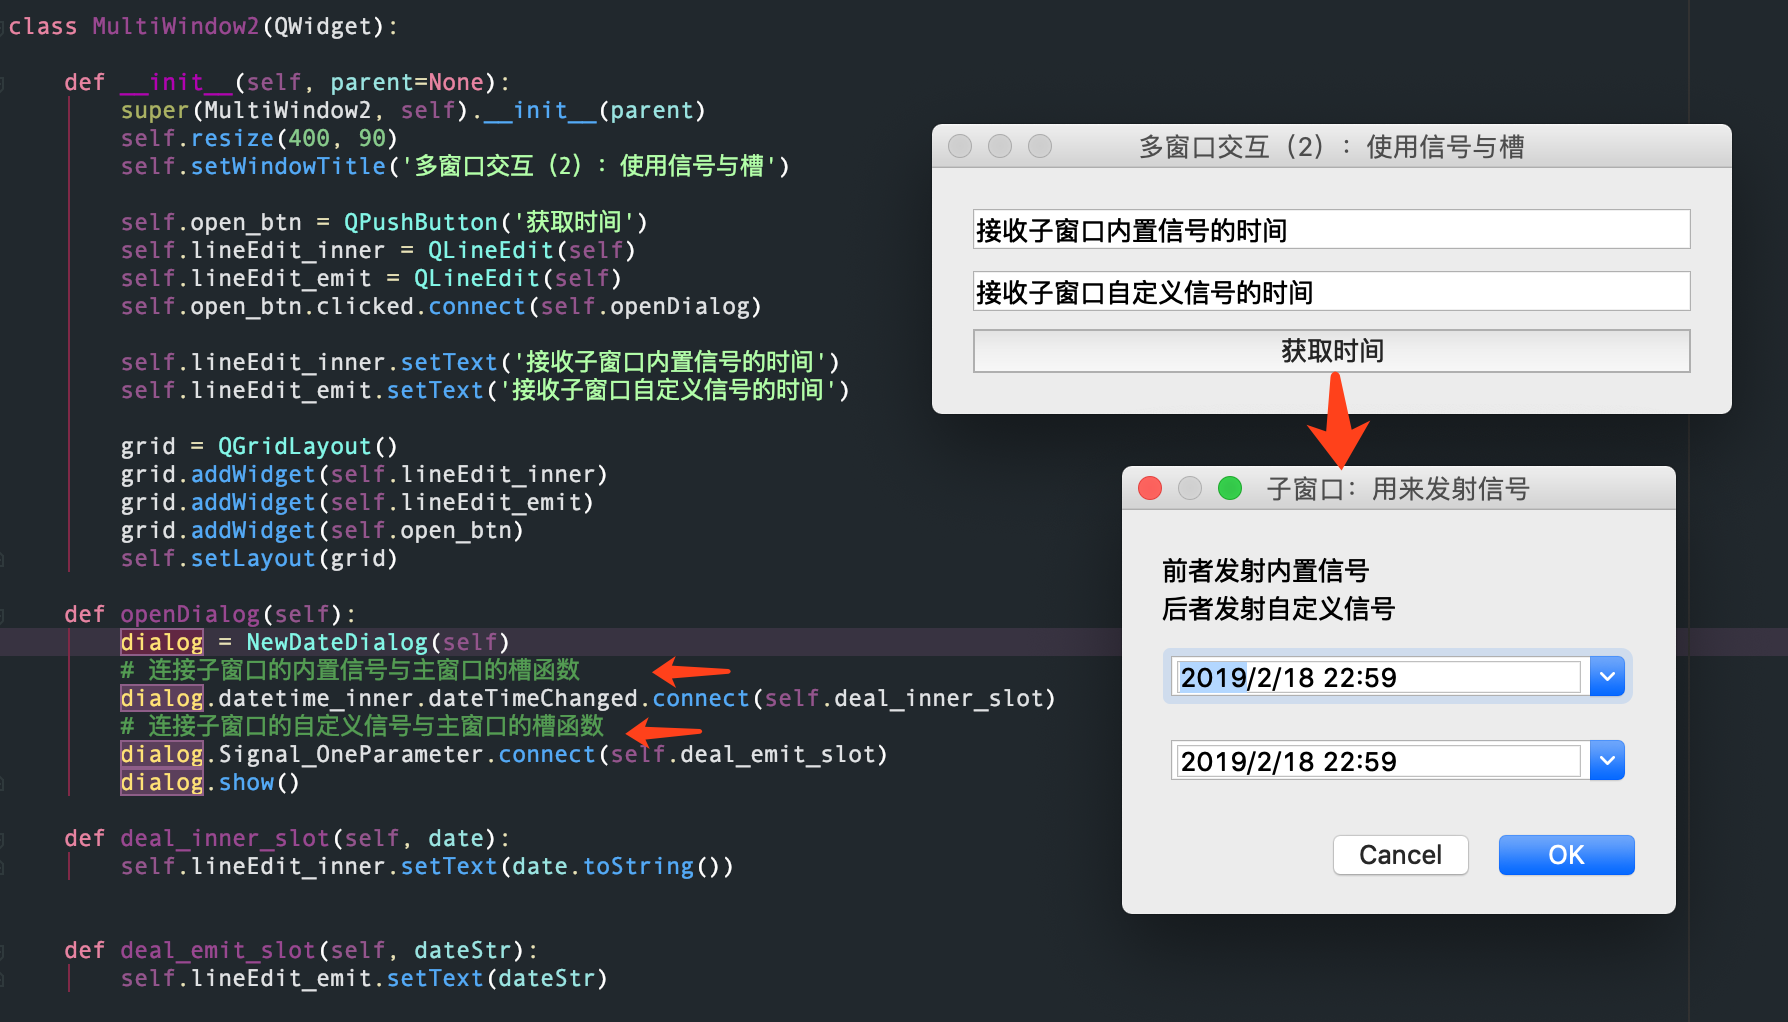 class MultiWindow2(QWidget):
def __init__(self, parent=None):
super(MultiWindow2, self).__init__(parent)
self.resize(400, 90)
self.setWindowTitle('多窗口交互（2）：使用信号与槽')
self.open_btn = QPushButton('获取时间')
self.lineEdit_inner = QLineEdit(self)
self.lineEdit_emit = QLineEdit(self)
self.open_btn.clicked.connect(self.openDialog)
self.lineEdit_inner.setText('接收子窗口内置信号的时间')
self.lineEdit_emit.setText('接收子窗口自定义信号的时间')
grid = QGridLayout()
grid.addWidget(self.lineEdit_inner)
grid.addWidget(self.lineEdit_emit)
grid.addWidget(self.open_btn)
self.setLayout(grid)
def openDialog(self):
dialog = NewDateDialog(self)
# 连接子窗口的内置信号与主窗口的槽函数
dialog.datetime_inner.dateTimeChanged.connect(self.deal_inner_slot)
# 连接子窗口的自定义信号与主窗口的槽函数
dialog.Signal_OneParameter.connect(self.deal_emit_slot)
dialog.show()
def deal_inner_slot(self, date):
self.lineEdit_inner.setText(date.toString())
def deal_emit_slot(self, dateStr):
self.lineEdit_emit.setText(dateStr)
多窗口交互（2）：使用信号与槽
接收子窗口内置信号的时间
接收子窗口自定义信号的时间
获取时间
子窗口：用来发射信号
前者发射内置信号
后者发射自定义信号
2019/2/18 22:59
2019/2/18 22:59
Cancel
OK